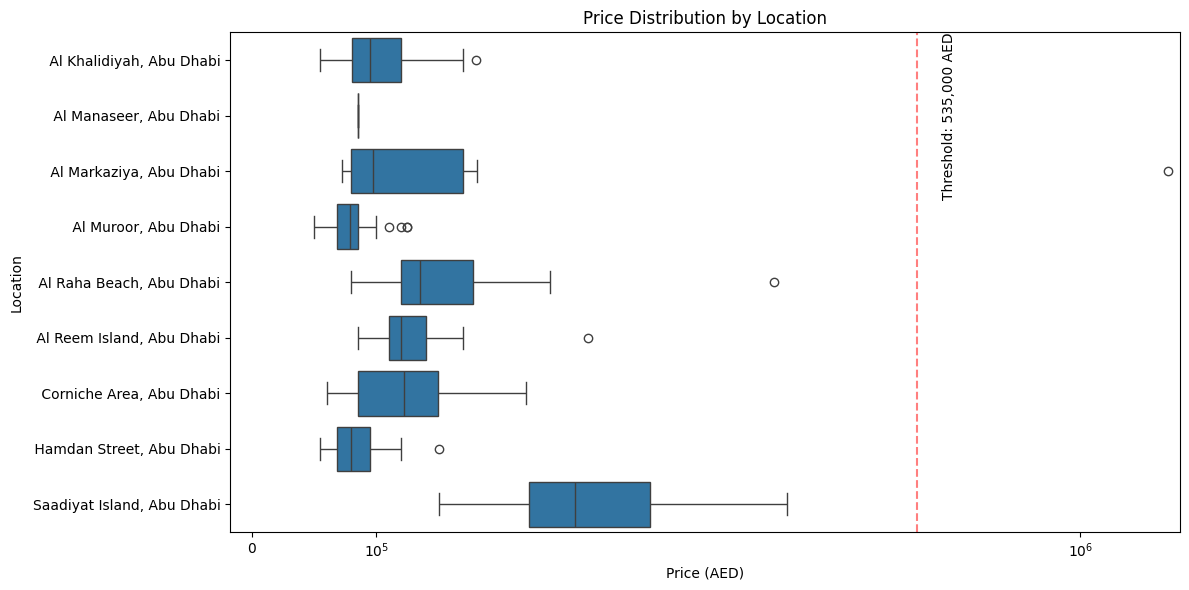 Price Distribution by Location
Location
Al Khalidiyah, Abu Dhabi
Al Manaseer, Abu Dhabi
Al Markaziya, Abu Dhabi
Al Muroor, Abu Dhabi
Al Raha Beach, Abu Dhabi
Al Reem Island, Abu Dhabi
Corniche Area, Abu Dhabi
Hamdan Street, Abu Dhabi
Saadiyat Island, Abu Dhabi
Threshold: 535,000 AED
0 10⁵ 10⁶
Price (AED)